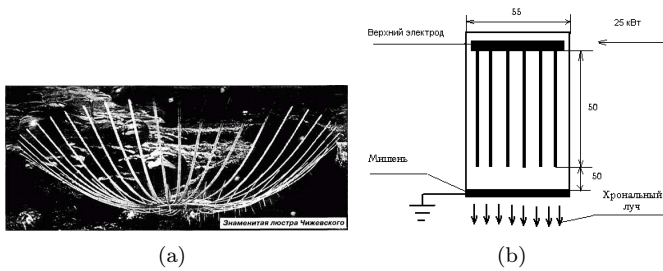 Знаменитая люстра Чижевского
(a)
55
Верхний электрод
25 кВт
50
Мишень
50
Хрональный
луч
(b)